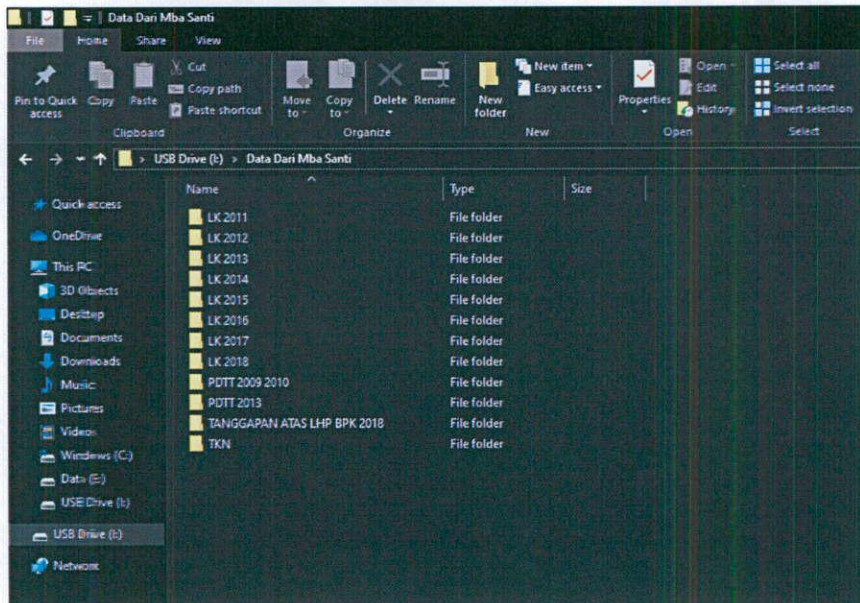 Data Dari Mba Santi
File Home Share View
Pin to Quick access
Copy
Paste
Cut
Copy path
Paste shortcut
Clipboard
Move to
Copy to
Delete
Rename
Organize
New folder
New item
Easy access
New
Properties
Open
Edit
History
Open
Select all
Select none
Invert selection
Select
USB Drive (I:) > Data Dari Mba Santi
Name Type Size
Quick access
OneDrive
This PC
3D Objects
Desktop
Documents
Downloads
Music
Pictures
Videos
Windows (C:)
Data (E:)
USB Drive (I:)
USB Drive (I:)
Network
LK 2011 File folder
LK 2012 File folder
LK 2013 File folder
LK 2014 File folder
LK 2015 File folder
LK 2016 File folder
LK 2017 File folder
LK 2018 File folder
PDTT 2009 2010 File folder
PDTT 2013 File folder
TANGGAPAN ATAS LHP BPK 2018 File folder
TKN File folder